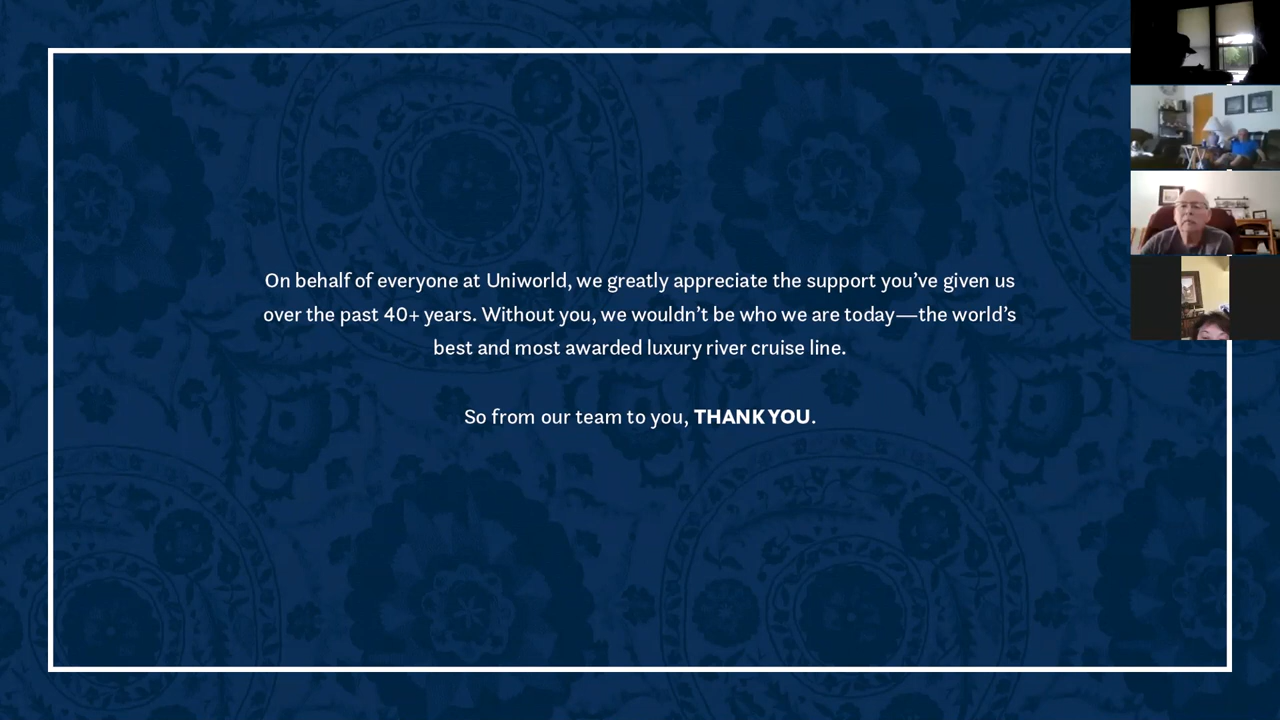 On behalf of everyone at Uniworld, we greatly appreciate the support you’ve given us
over the past 40+ years. Without you, we wouldn’t be who we are today—the world’s
best and most awarded luxury river cruise line.
So from our team to you, THANK YOU.